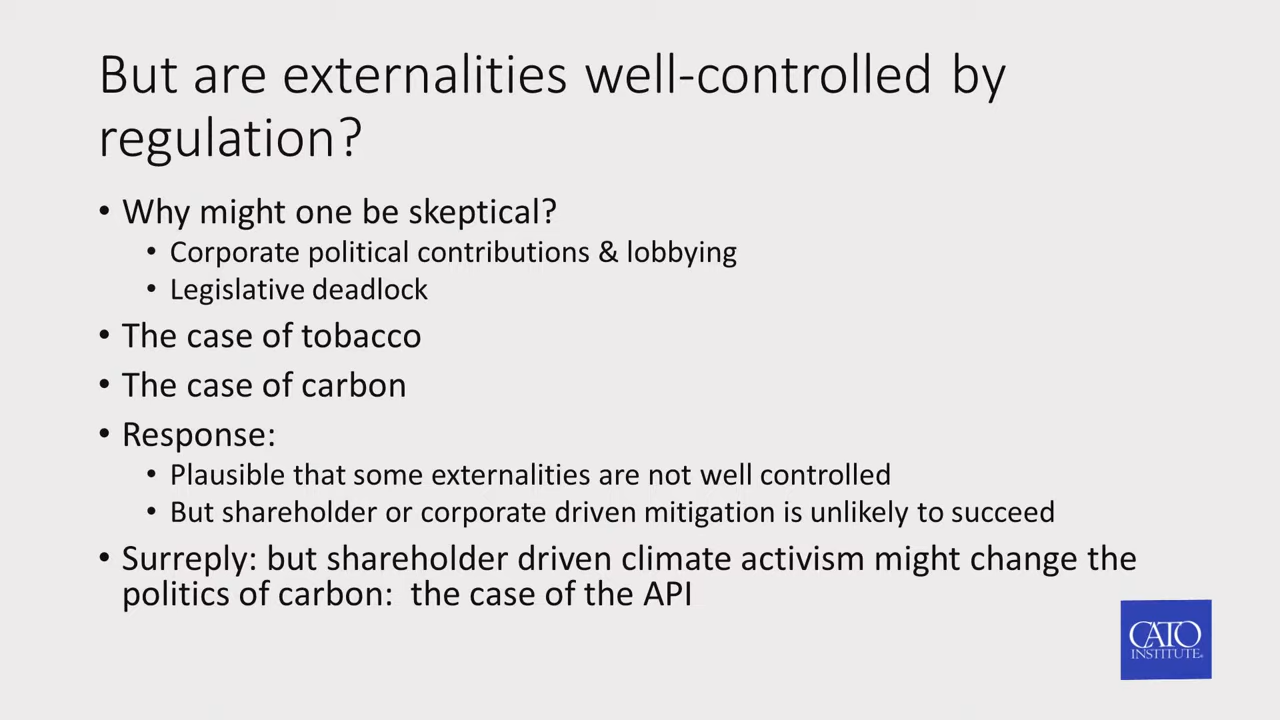 But are externalities well-controlled by
regulation?
• Why might one be skeptical?
• Corporate political contributions & lobbying
• Legislative deadlock
• The case of tobacco
• The case of carbon
• Response:
• Plausible that some externalities are not well controlled
• But shareholder or corporate driven mitigation is unlikely to succeed
• Surreply: but shareholder driven climate activism might change the
politics of carbon:  the case of the API
CATO
INSTITUTE